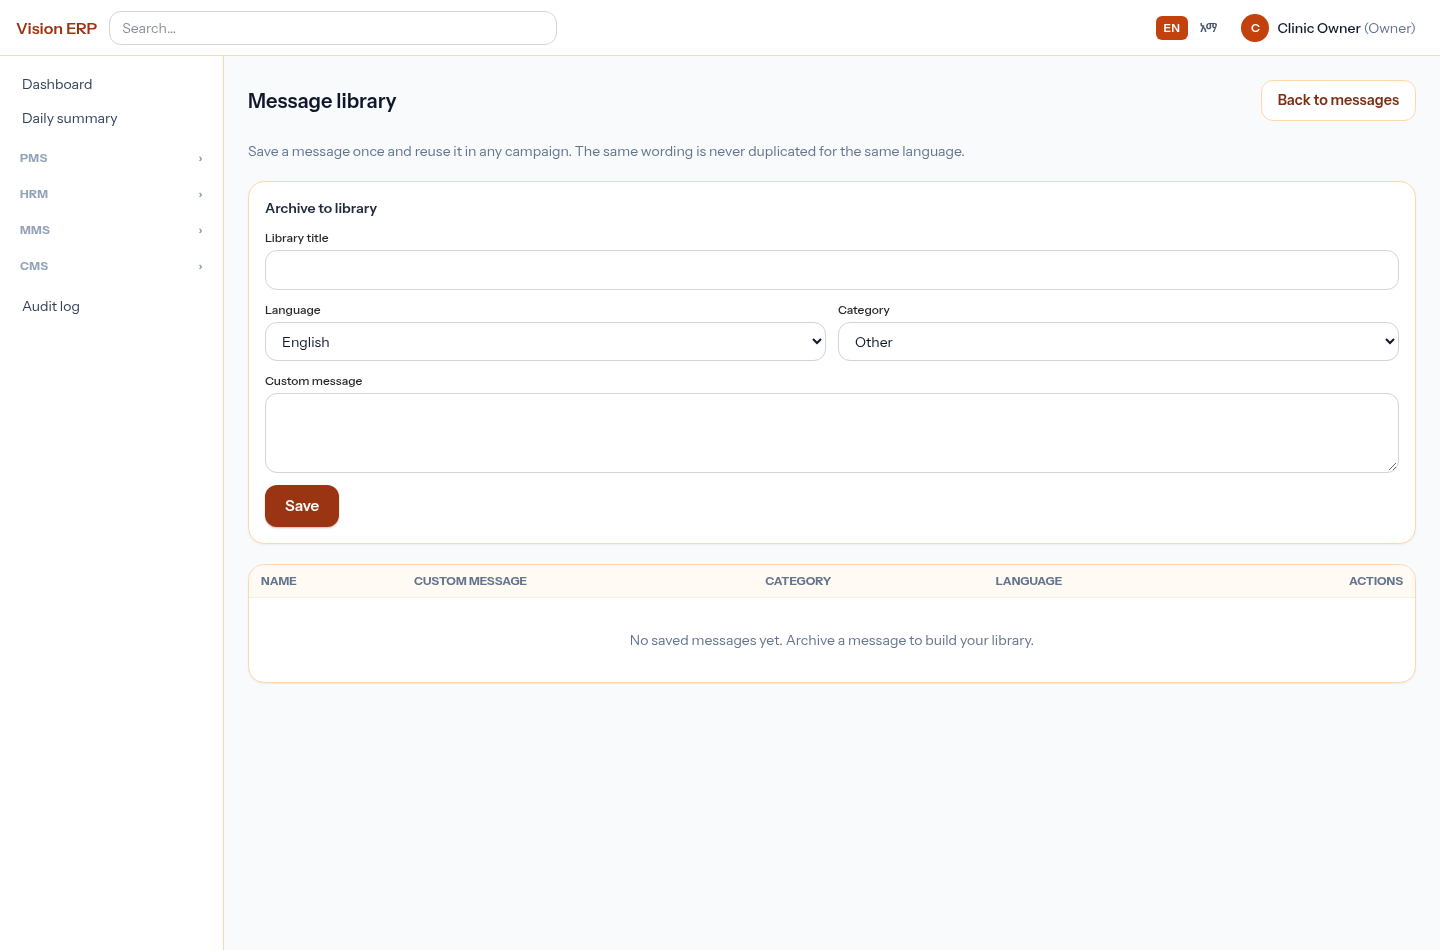 Vision ERP
Search...
EN
አማ
C
Clinic Owner (Owner)
Dashboard
Daily summary
PMS
HRM
MMS
CMS
Audit log
Message library
Back to messages
Save a message once and reuse it in any campaign. The same wording is never duplicated for the same language.
Archive to library
Library title
Language
Category
English
Other
Custom message
Save
NAME CUSTOM MESSAGE CATEGORY LANGUAGE ACTIONS
No saved messages yet. Archive a message to build your library.